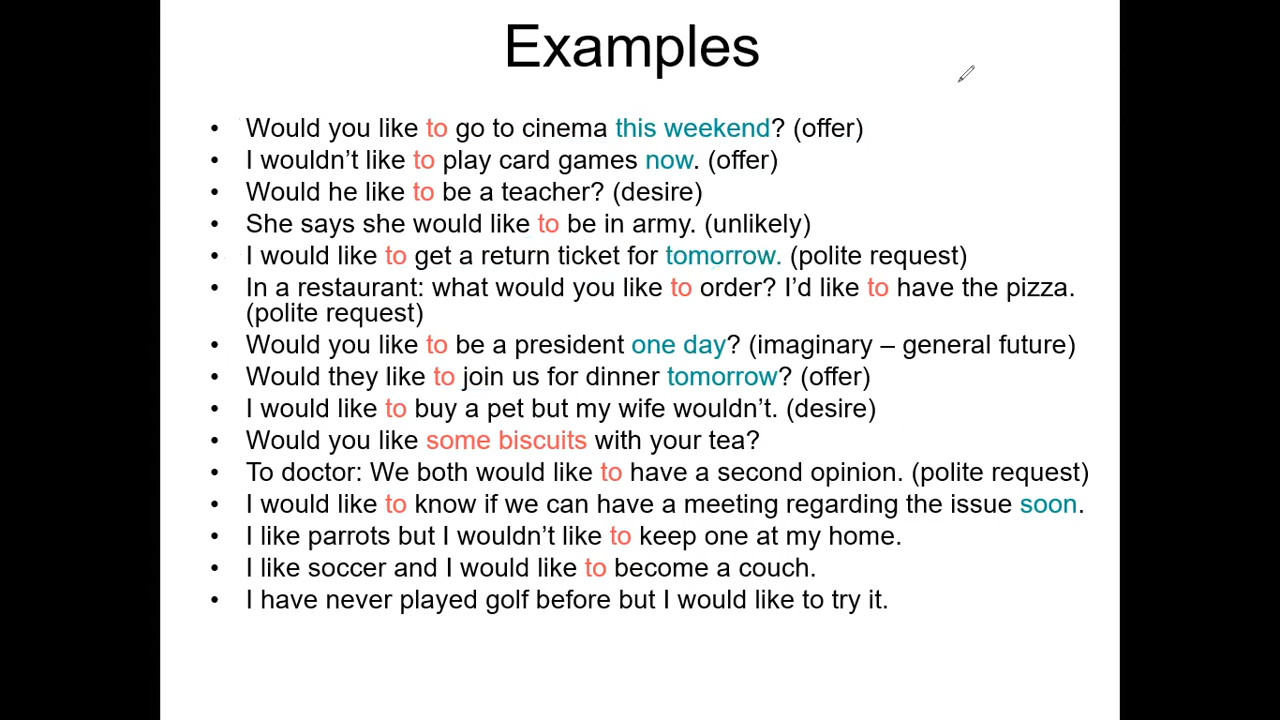 Examples
• Would you like to go to cinema this weekend? (offer)
• I wouldn’t like to play card games now. (offer)
• Would he like to be a teacher? (desire)
• She says she would like to be in army. (unlikely)
• I would like to get a return ticket for tomorrow. (polite request)
• In a restaurant: what would you like to order? I’d like to have the pizza.
(polite request)
• Would you like to be a president one day? (imaginary – general future)
• Would they like to join us for dinner tomorrow? (offer)
• I would like to buy a pet but my wife wouldn’t. (desire)
• Would you like some biscuits with your tea?
• To doctor: We both would like to have a second opinion. (polite request)
• I would like to know if we can have a meeting regarding the issue soon.
• I like parrots but I wouldn’t like to keep one at my home.
• I like soccer and I would like to become a couch.
• I have never played golf before but I would like to try it.